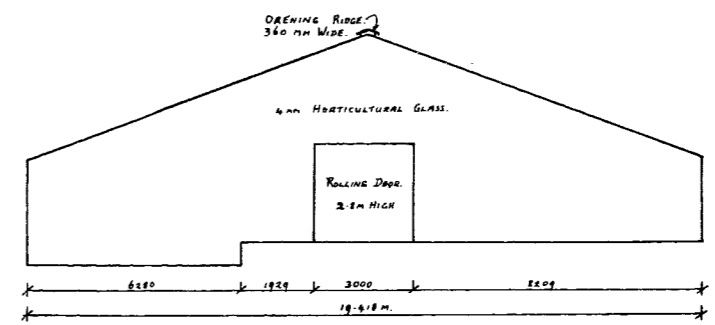 OPENING RIDGE.
360 MM WIDE.
4 MM HORTICULTURAL GLASS.
ROLLING DOOR.
2·8M HIGH
6280 1929 3000 8209
19·418 M.